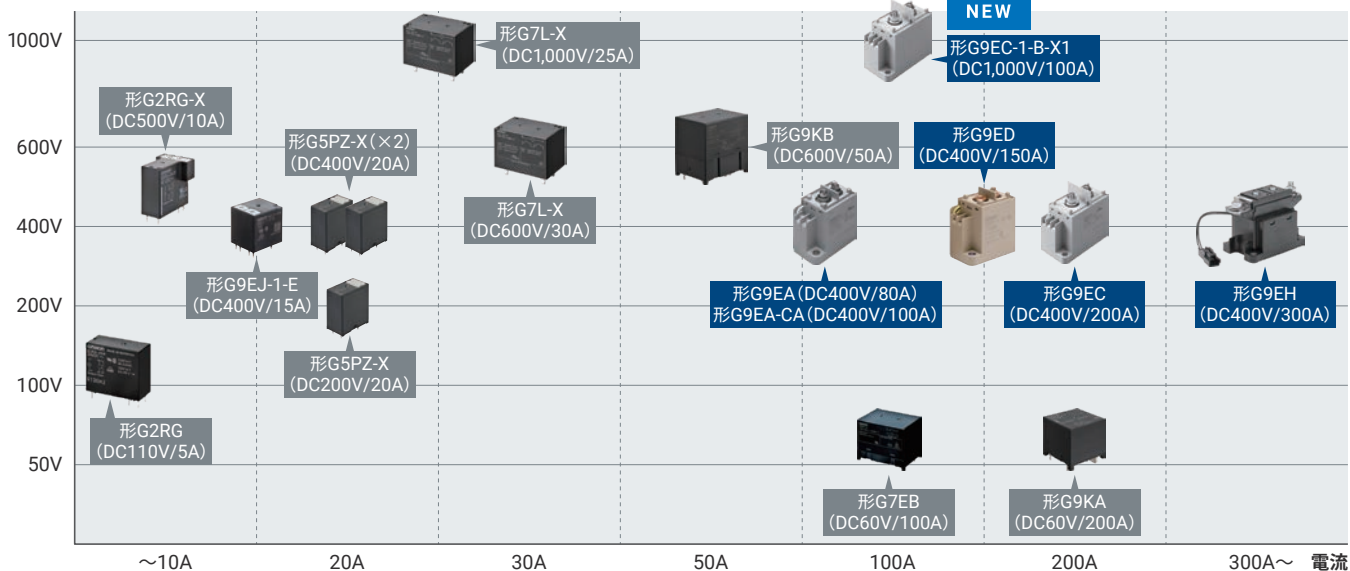 NEW
1000V
形G7L-X
(DC1,000V/25A)
形G9EC-1-B-X1
(DC1,000V/100A)
形G2RG-X
(DC500V/10A)
600V
形G5PZ-X(×2)
(DC400V/20A)
形G9KB
(DC600V/50A)
形G9ED
(DC400V/150A)
形G7L-X
(DC600V/30A)
400V
形G9EJ-1-E
(DC400V/15A)
形G9EA(DC400V/80A)
形G9EA-CA(DC400V/100A)
形G9EC
(DC400V/200A)
形G9EH
(DC400V/300A)
200V
形G5PZ-X
(DC200V/20A)
100V
形G2RG
(DC110V/5A)
50V
形G7EB
(DC60V/100A)
形G9KA
(DC60V/200A)
～10A
20A
30A
50A
100A
200A
300A～
電流